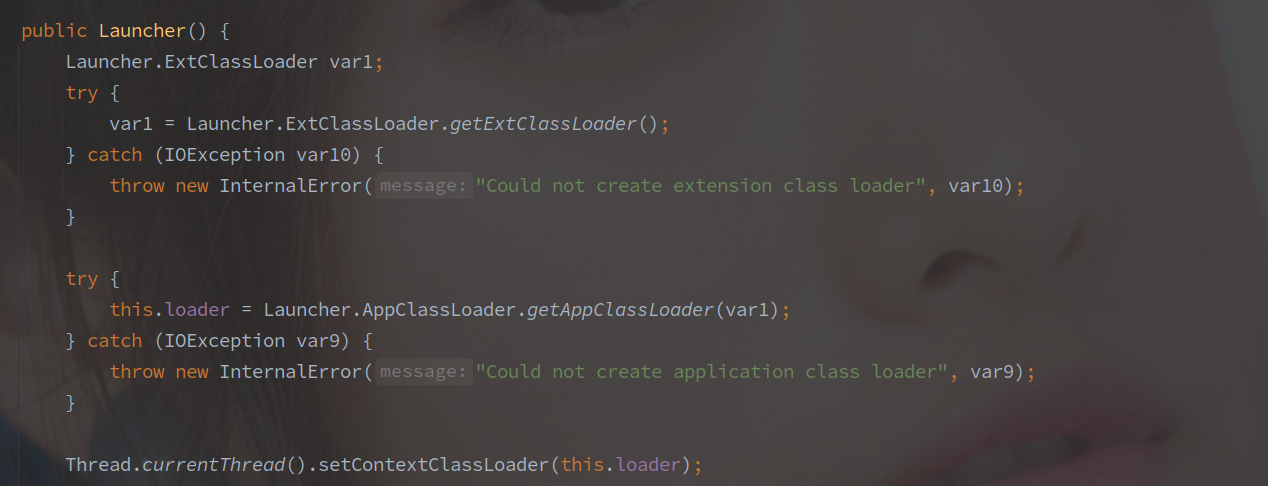 public Launcher() {
Launcher.ExtClassLoader var1;
try {
var1 = Launcher.ExtClassLoader.getExtClassLoader();
} catch (IOException var10) {
throw new InternalError( message: "Could not create extension class loader", var10);
}
try {
this.loader = Launcher.AppClassLoader.getAppClassLoader(var1);
} catch (IOException var9) {
throw new InternalError( message: "Could not create application class loader", var9);
}
Thread.currentThread().setContextClassLoader(this.loader);